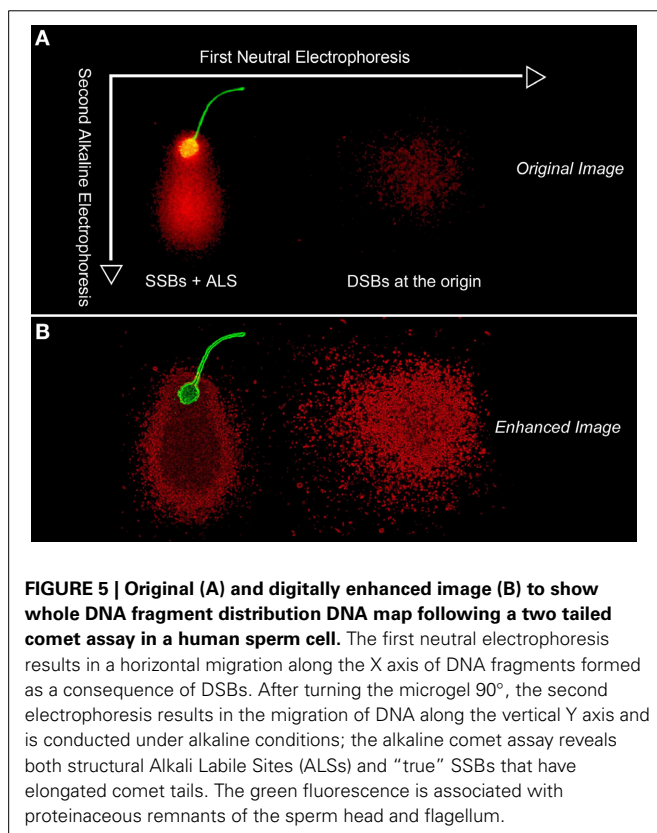 A
First Neutral Electrophoresis
Second Alkaline Electrophoresis
Original Image
SSBs + ALS
DSBs at the origin
B
Enhanced Image
FIGURE 5 | Original (A) and digitally enhanced image (B) to show
whole DNA fragment distribution DNA map following a two tailed
comet assay in a human sperm cell. The first neutral electrophoresis
results in a horizontal migration along the X axis of DNA fragments formed
as a consequence of DSBs. After turning the microgel 90°, the second
electrophoresis results in the migration of DNA along the vertical Y axis and
is conducted under alkaline conditions; the alkaline comet assay reveals
both structural Alkali Labile Sites (ALSs) and “true” SSBs that have
elongated comet tails. The green fluorescence is associated with
proteinaceous remnants of the sperm head and flagellum.